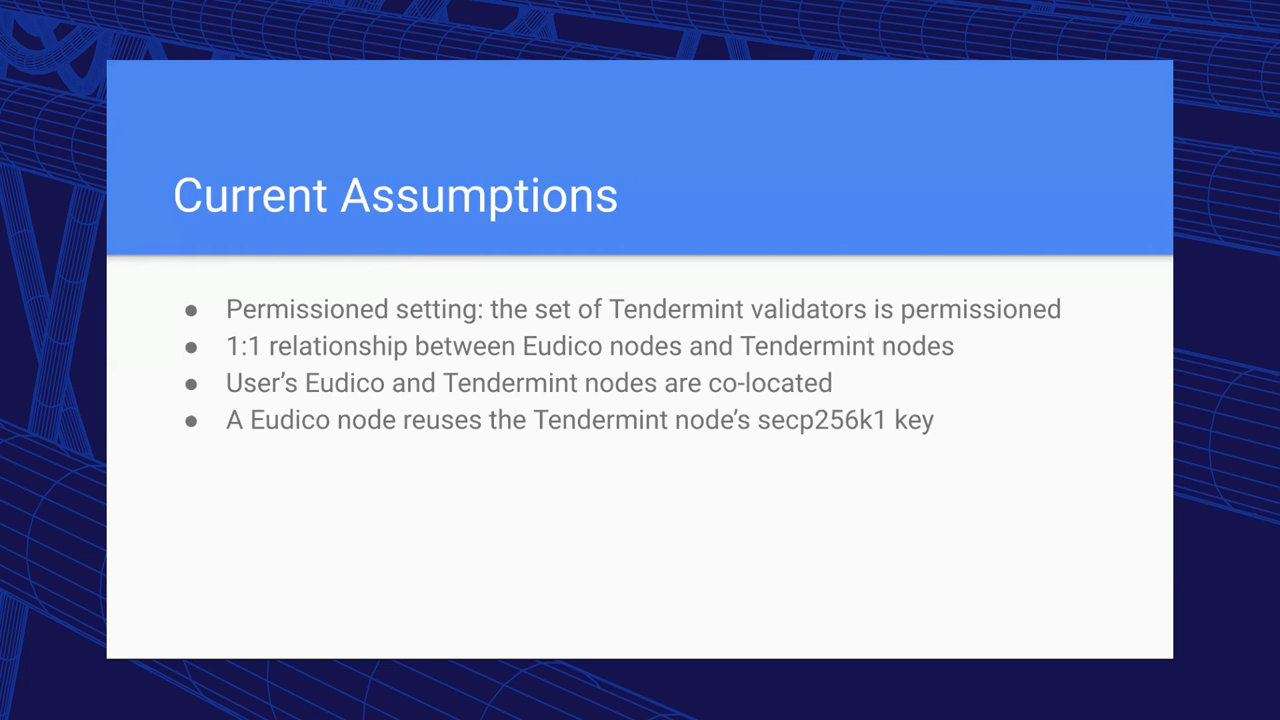 Current Assumptions
● Permissioned setting: the set of Tendermint validators is permissioned
● 1:1 relationship between Eudico nodes and Tendermint nodes
● User’s Eudico and Tendermint nodes are co-located
● A Eudico node reuses the Tendermint node’s secp256k1 key